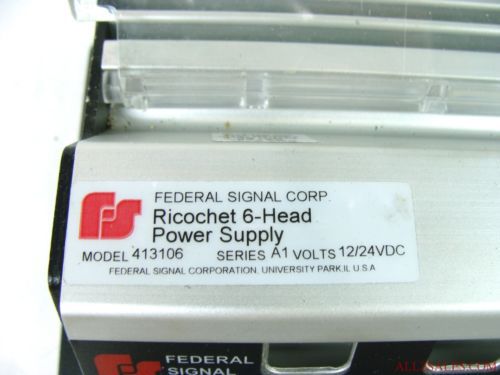 FEDERAL SIGNAL CORP.
Ricochet 6-Head
Power Supply
MODEL 413106 SERIES A1 VOLTS 12/24VDC
FEDERAL SIGNAL CORPORATION, UNIVERSITY PARK, IL U.S.A
FEDERAL
SIGNAL